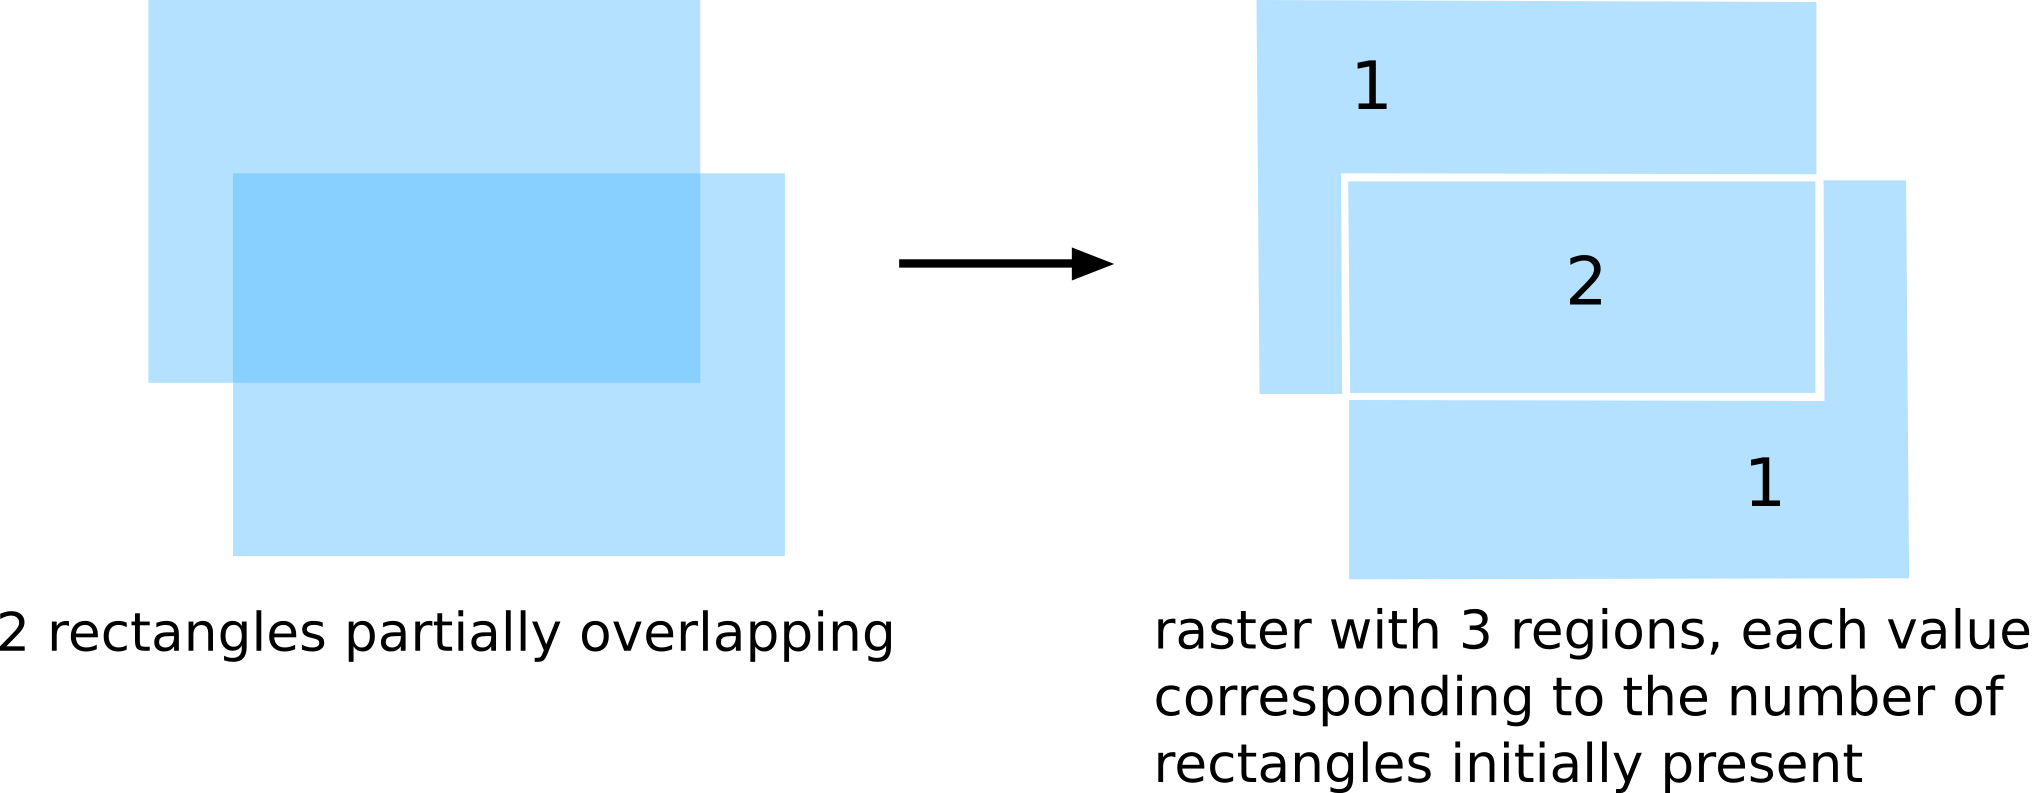 1
2
1
2 rectangles partially overlapping
raster with 3 regions, each value
corresponding to the number of
rectangles initially present